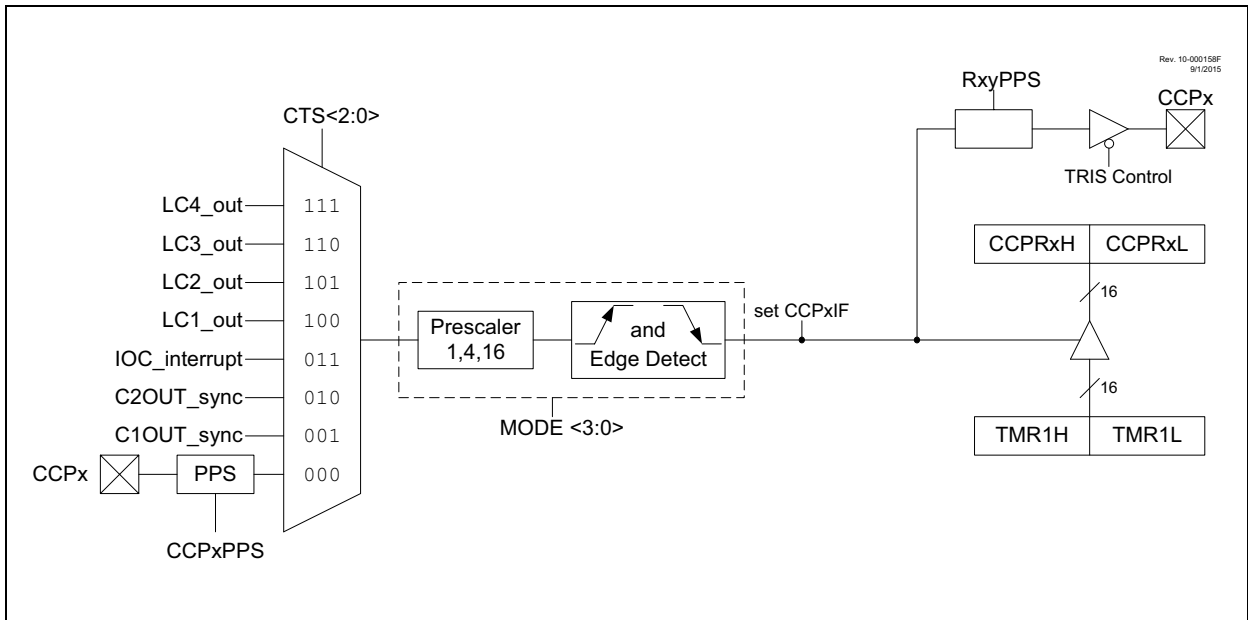 Rev. 10-000158F
9/1/2015
RxyPPS
CCPx
CTS<2:0>
TRIS Control
LC4_out 111
LC3_out 110
CCPRxH CCPRxL
LC2_out 101
16
set CCPxIF
LC1_out 100
Prescaler
1,4,16
and
Edge Detect
IOC_interrupt 011
16
C2OUT_sync 010
MODE <3:0>
C1OUT_sync 001
TMR1H TMR1L
CCPx PPS 000
CCPxPPS